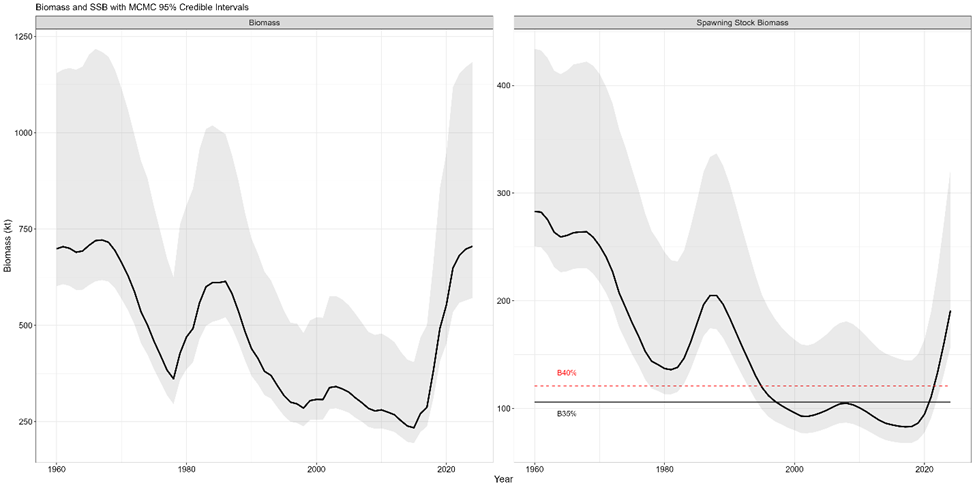 Biomass and SSB with MCMC 95% Credible Intervals
Biomass
Spawning Stock Biomass
Biomass (kt)
1250
1000
750
500
250
1960
1980
2000
2020
400
300
200
100
B40%
B35%
1960
1980
2000
2020
Year